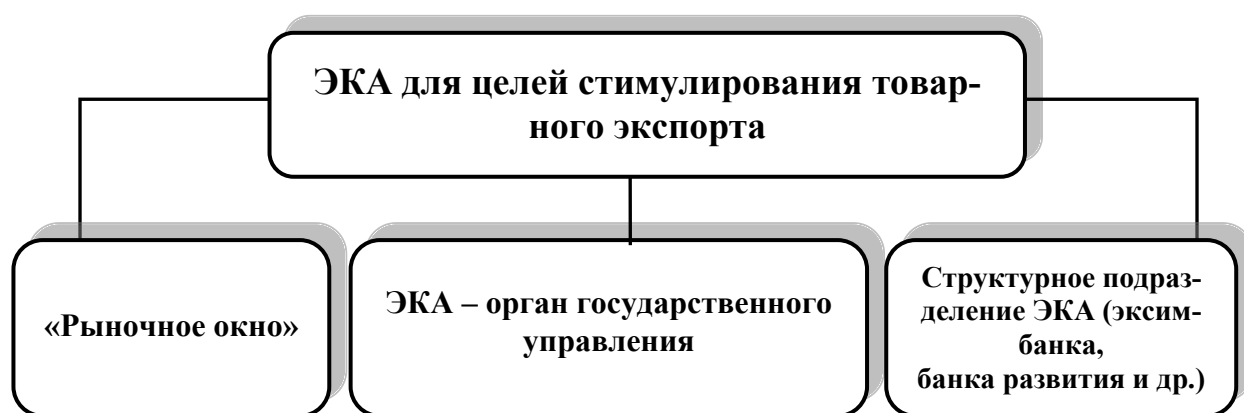 ЭКА для целей стимулирования товар-
ного экспорта
«Рыночное окно»
ЭКА – орган государственного
управления
Структурное подраз-
деление ЭКА (эксим-
банка,
банка развития и др.)